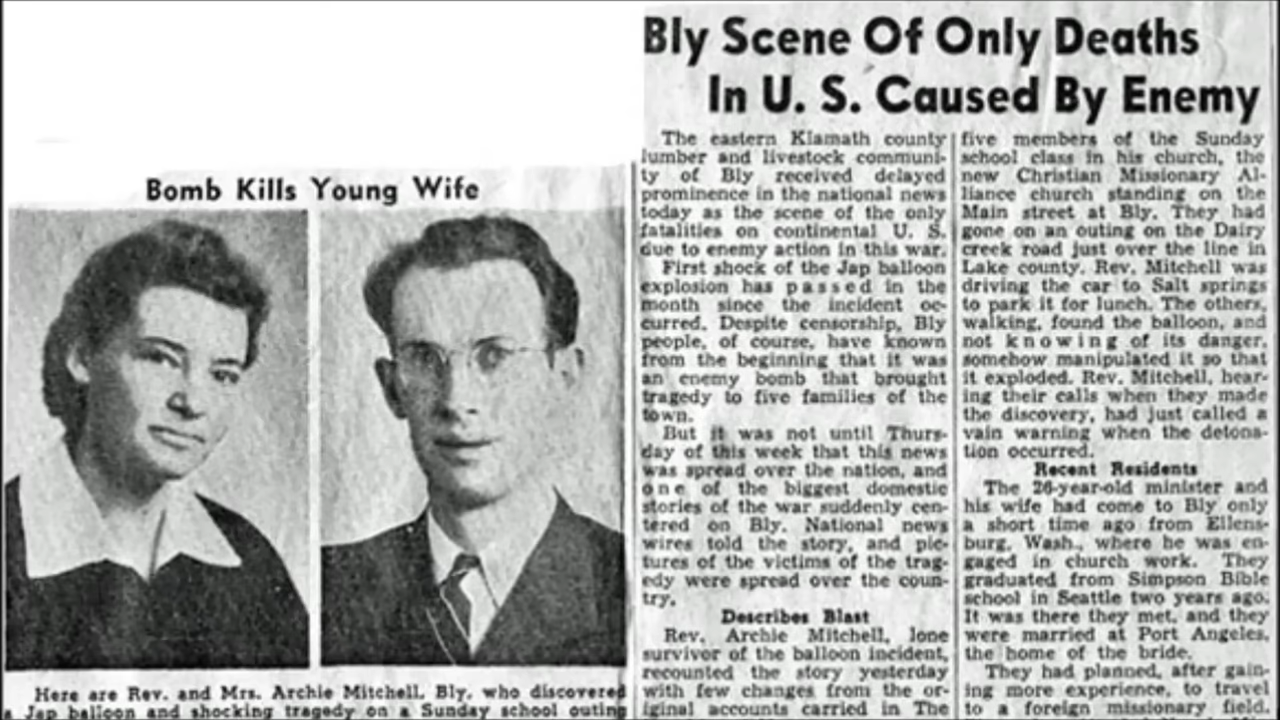 Bly Scene Of Only Deaths
In U. S. Caused By Enemy
Bomb Kills Young Wife
Here are Rev. and Mrs. Archie Mitchell, Bly, who discovered
a Jap balloon and shocking tragedy on a Sunday school outing
The eastern Klamath county
lumber and livestock communi-
ty of Bly received delayed
prominence in the national news
today as the scene of the only
fatalities on continental U. S.
due to enemy action in this war.
First shock of the Jap balloon
explosion has passed in the
month since the incident oc-
curred. Despite censorship, Bly
people, of course, have known
from the beginning that it was
an enemy bomb that brought
tragedy to five families of the
town.
But it was not until Thurs-
day of this week that this news
was spread over the nation, and
one of the biggest domestic
stories of the war suddenly cen-
tered on Bly. National news
wires told the story, and pic-
tures of the victims of the trag-
edy were spread over the coun-
try.
Describes Blast
Rev. Archie Mitchell, lone
survivor of the balloon incident,
recounted the story yesterday
with few changes from the or-
iginal accounts carried in The
five members of the Sunday
school class in his church, the
new Christian Missionary Al-
liance church standing on the
Main street at Bly. They had
gone on an outing on the Dairy
creek road just over the line in
Lake county. Rev. Mitchell was
driving the car to Salt springs
to park it for lunch. The others,
walking, found the balloon, and
not knowing of its danger,
somehow manipulated it so that
it exploded. Rev. Mitchell, hear-
ing their calls when they made
the discovery, had just called a
vain warning when the detona-
tion occurred.
Recent Residents
The 26-year-old minister and
his wife had come to Bly only
a short time ago from Ellens-
burg, Wash., where he was en-
gaged in church work. They
graduated from Simpson Bible
school in Seattle two years ago.
It was there they met, and they
were married at Port Angeles,
the home of the bride.
They had planned, after gain-
ing more experience, to travel
to a foreign missionary field.